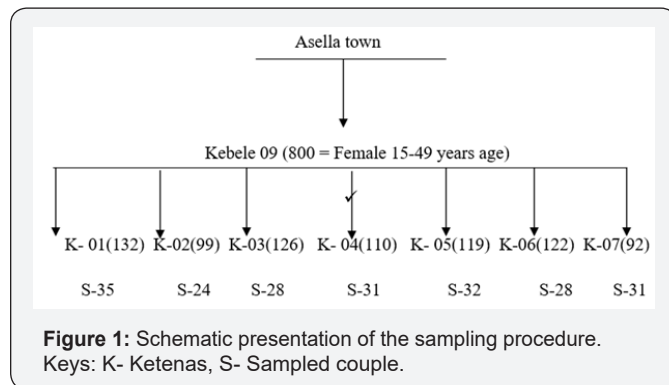 Asella town
Kebele 09 (800 = Female 15-49 years age)
K- 01(132) K-02(99) K-03(126) K- 04(110) K- 05(119) K-06(122) K-07(92)
S-35 S-24 S-28 S-31 S-32 S-28 S-31
Figure 1: Schematic presentation of the sampling procedure.
Keys: K- Ketenas, S- Sampled couple.